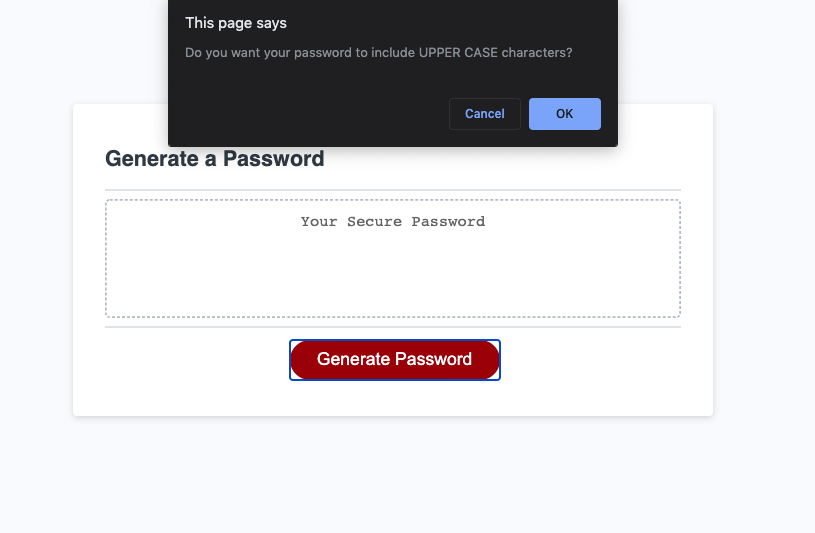 This page says
Do you want your password to include UPPER CASE characters?
Cancel
OK
Generate a Password
Your Secure Password
Generate Password